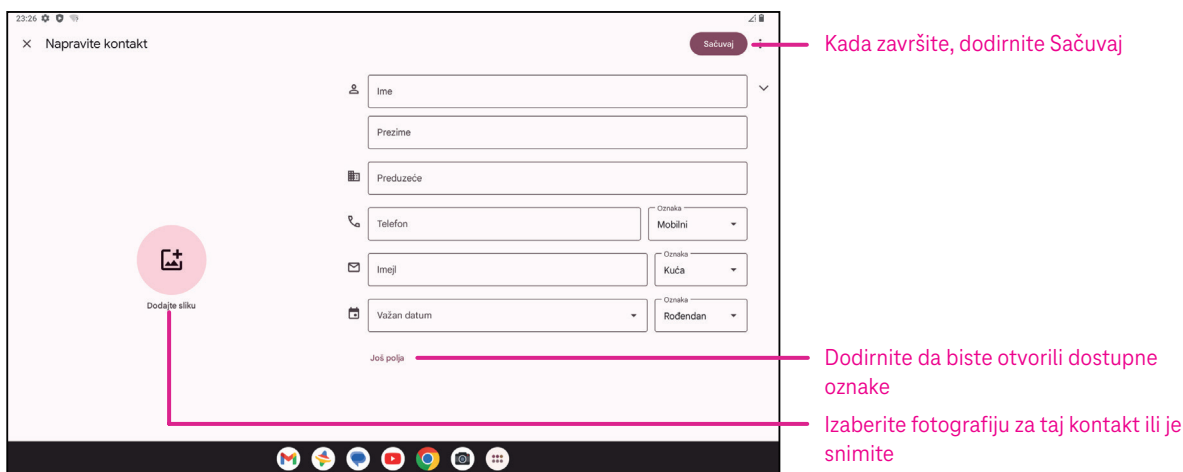 23:26
Napravite kontakt
Sačuvaj
Kada završite, dodirnite Sačuvaj
Ime
Prezime
Preduzeće
Telefon
Oznaka
Mobilni
Imejl
Oznaka
Kuća
Dodajte sliku
Važan datum
Oznaka
Rođendan
Još polja
Dodirnite da biste otvorili dostupne
oznake
Izaberite fotografiju za taj kontakt ili je
snimite